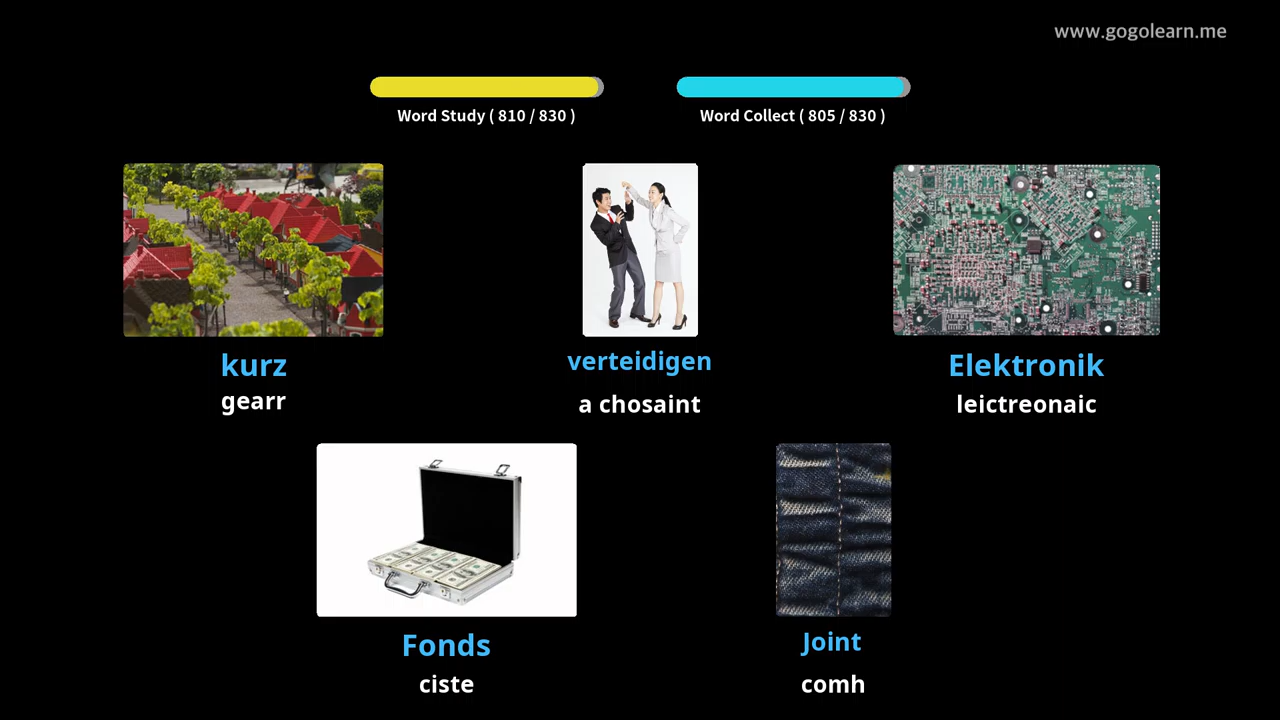 www.gogolearn.me
Word Study ( 810 / 830 )
Word Collect ( 805 / 830 )
kurz
gearr
verteidigen
a chosaint
Elektronik
leictreonaic
Fonds
ciste
Joint
comh